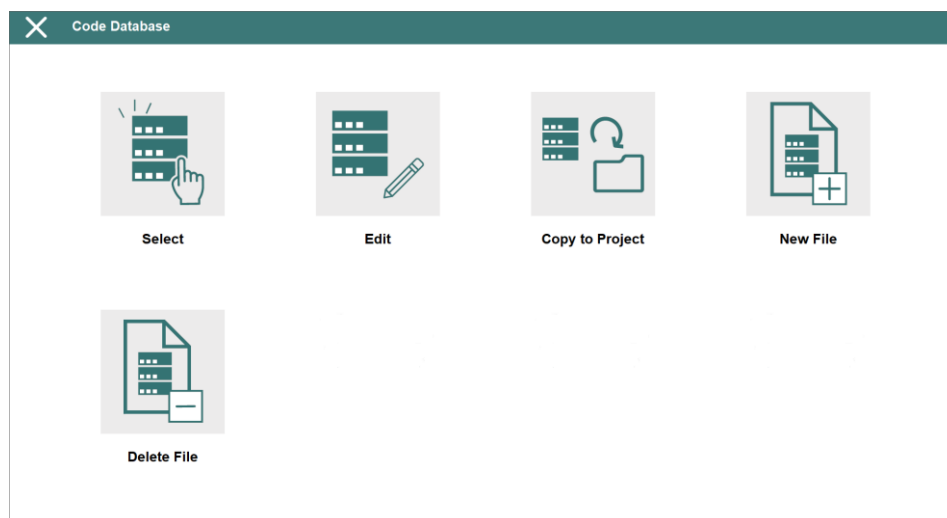 Code Database
Select
Edit
Copy to Project
New File
Delete File